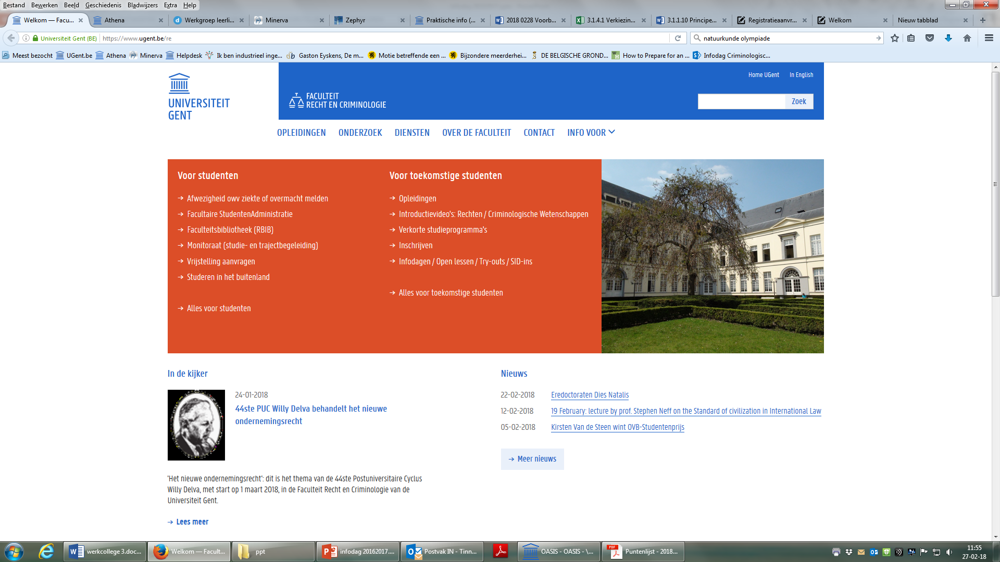 Bestand Bewerken Beeld Geschiedenis Bladwijzers Extra Help
Welkom — Facu... Athena Werkgroep leerli... Minerva Zephyr Praktische info (... 2018 0228 Voorb... 3.1.4.1 Verkiezin... 3.1.1.10 Principe... Registratieaanvr... Welkom Nieuw tabblad
Universiteit Gent (BE) https://www.ugent.be/re natuurkunde olympiade
Meest bezocht UGent.be Athena Minerva Helpdesk Ik ben industrieel inge... Gaston Eyskens, De m... Motie betreffende een ... Bijzondere meerderhei... DE BELGISCHE GROND... How to Prepare for an ... Infodag Criminologisc...
Home UGent In English
UNIVERSITEIT
GENT
FACULTEIT
RECHT EN CRIMINOLOGIE
Zoek
OPLEIDINGEN ONDERZOEK DIENSTEN OVER DE FACULTEIT CONTACT INFO VOOR
Voor studenten
→ Afwezigheid owv ziekte of overmacht melden
→ Facultaire StudentenAdministratie
→ Faculteitsbibliotheek (RBIB)
→ Monitoraat (studie- en trajectbegeleiding)
→ Vrijstelling aanvragen
→ Studeren in het buitenland
→ Alles voor studenten
Voor toekomstige studenten
→ Opleidingen
→ Introductievideo's: Rechten / Criminologische Wetenschappen
→ Verkorte studieprogramma's
→ Inschrijven
→ Infodagen / Open lessen / Try-outs / SID-ins
→ Alles voor toekomstige studenten
In de kijker
24-01-2018
44ste PUC Willy Delva behandelt het nieuwe
ondernemingsrecht
'Het nieuwe ondernemingsrecht': dit is het thema van de 44ste Postuniversitaire Cyclus
Willy Delva, met start op 1 maart 2018, in de Faculteit Recht en Criminologie van de
Universiteit Gent.
→ Lees meer
Nieuws
22-02-2018 Eredoctoraten Dies Natalis
12-02-2018 19 February: lecture by prof. Stephen Neff on the Standard of civilization in International Law
05-02-2018 Kirsten Van de Steen wint OVB-Studentenprijs
→ Meer nieuws
werkcollege 3.doc... Welkom — Facult... ppt infodag 20162017.... Postvak IN - Tinn... OASIS - OASIS - \... Puntenlijst - 2018...
11:55
27-02-18